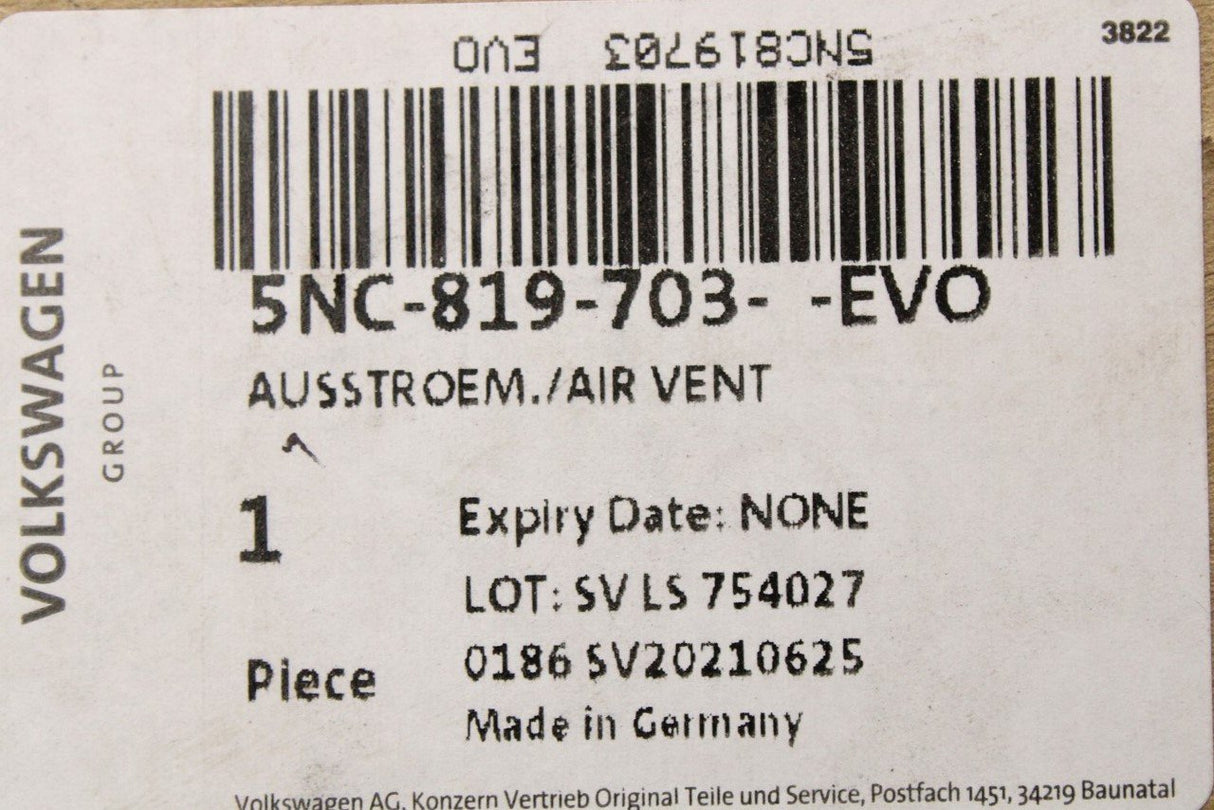 3822
5NC819703 EVO
5NC-819-703- -EVO
AUSSTROEM./AIR VENT
1
Expiry Date: NONE
LOT: SV LS 754027
0186 SV20210625
Piece
Made in Germany
VOLKSWAGEN
GROUP
Volkswagen AG, Konzern Vertrieb Original Teile und Service, Postfach 1451, 34219 Baunatal